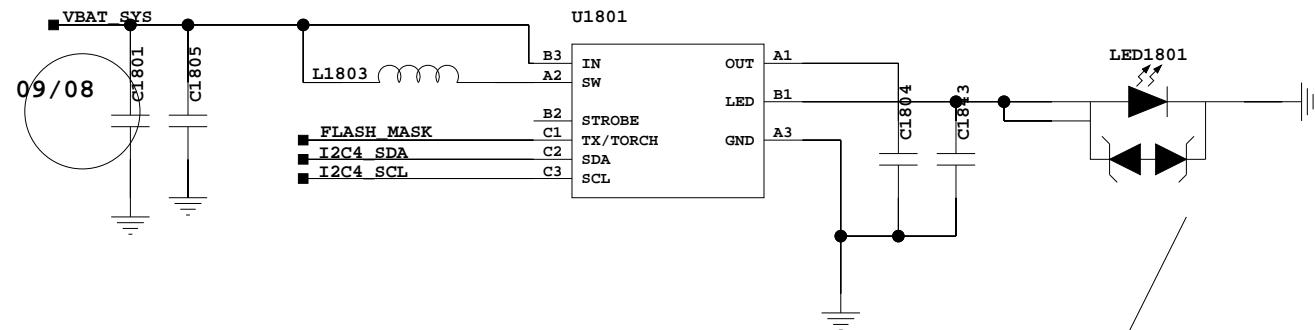 VBAT_SYS
U1801
C1801
C1805
L1803
09/08
B3 IN
A2 SW
B2 STROBE
C1 TX/TORCH
C2 SDA
C3 SCL
FLASH_MASK
I2C4_SDA
I2C4_SCL
OUT A1
LED B1
GND A3
C1804
C1843
LED1801